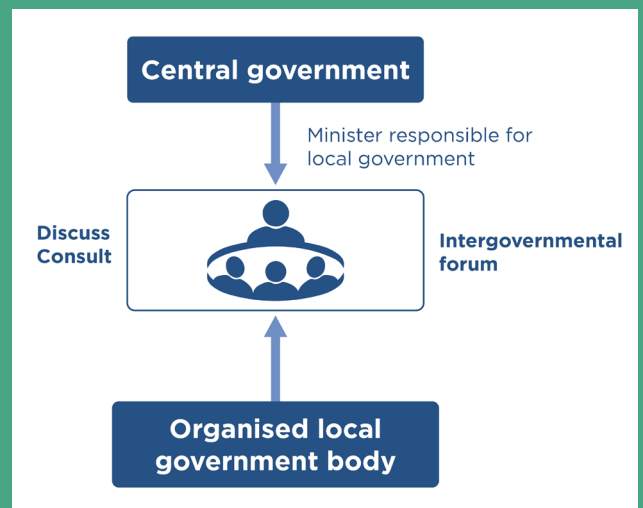 Central government
Minister responsible for
local government
Discuss
Consult
Intergovernmental
forum
Organised local
government body